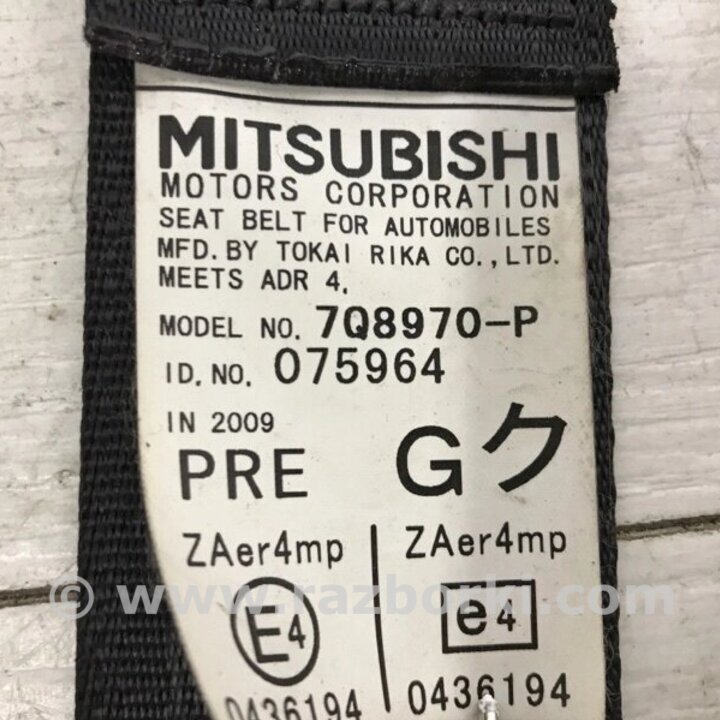 MITSUBISHI
MOTORS CORPORATION
SEAT BELT FOR AUTOMOBILES
MFD. BY TOKAI RIKA CO., LTD.
MEETS ADR 4.
MODEL NO. 7Q8970-P
ID. NO. 075964
IN 2009
PRE Gク
ZAer4mp ZAer4mp
E4 e4
© www.razborki.com
0436194 0436194